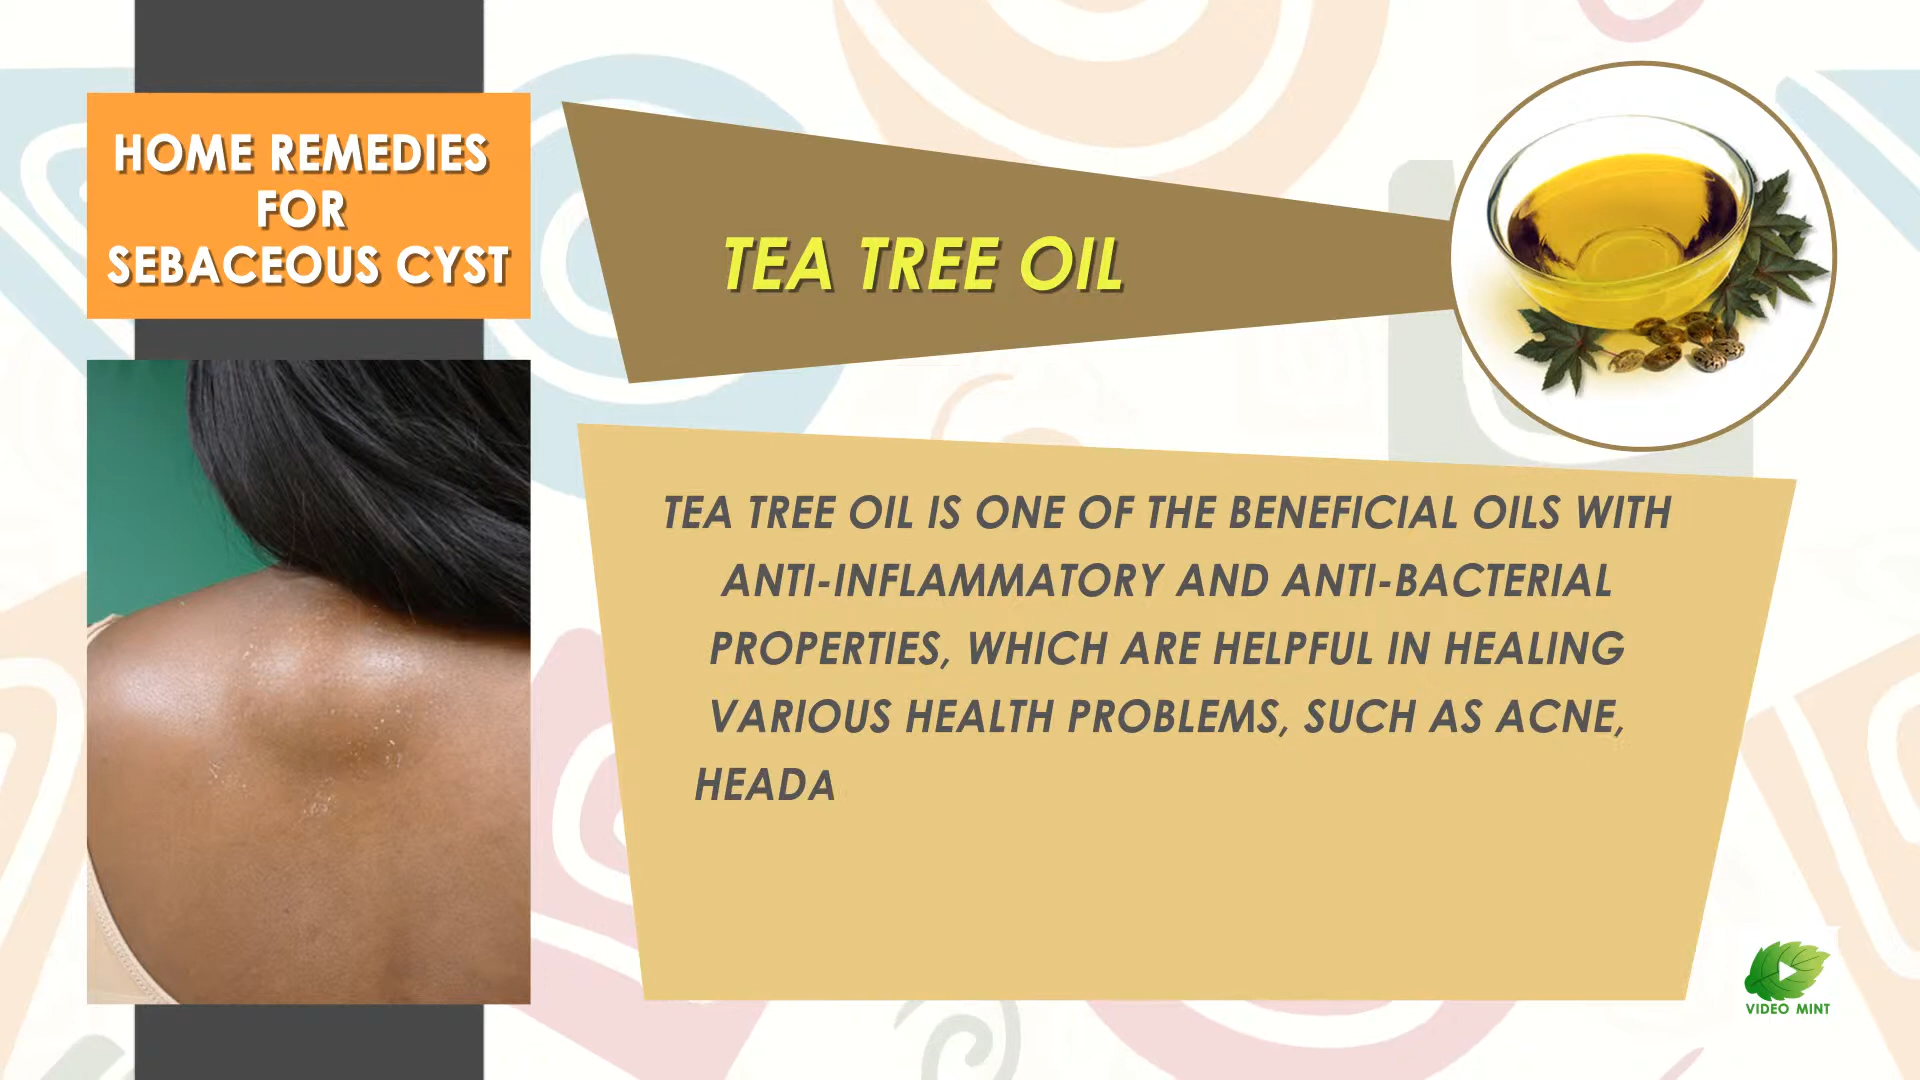 HOME REMEDIES
FOR
SEBACEOUS CYST
TEA TREE OIL
TEA TREE OIL IS ONE OF THE BENEFICIAL OILS WITH
ANTI-INFLAMMATORY AND ANTI-BACTERIAL
PROPERTIES, WHICH ARE HELPFUL IN HEALING
VARIOUS HEALTH PROBLEMS, SUCH AS ACNE,
HEADA
VIDEO MINT